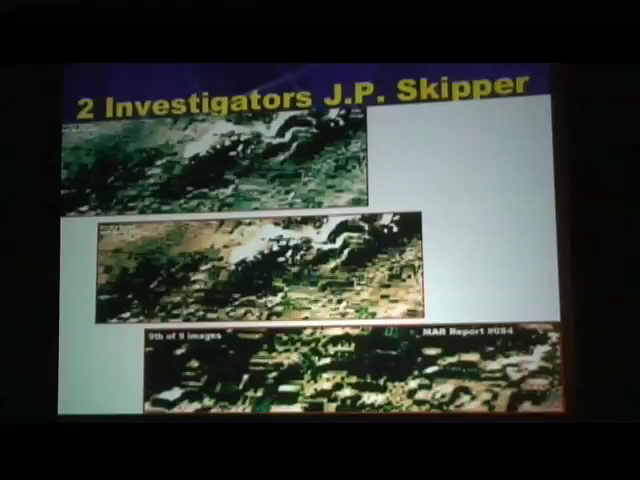 2 Investigators J.P. Skipper
9th of 9 images
MAR Report #084